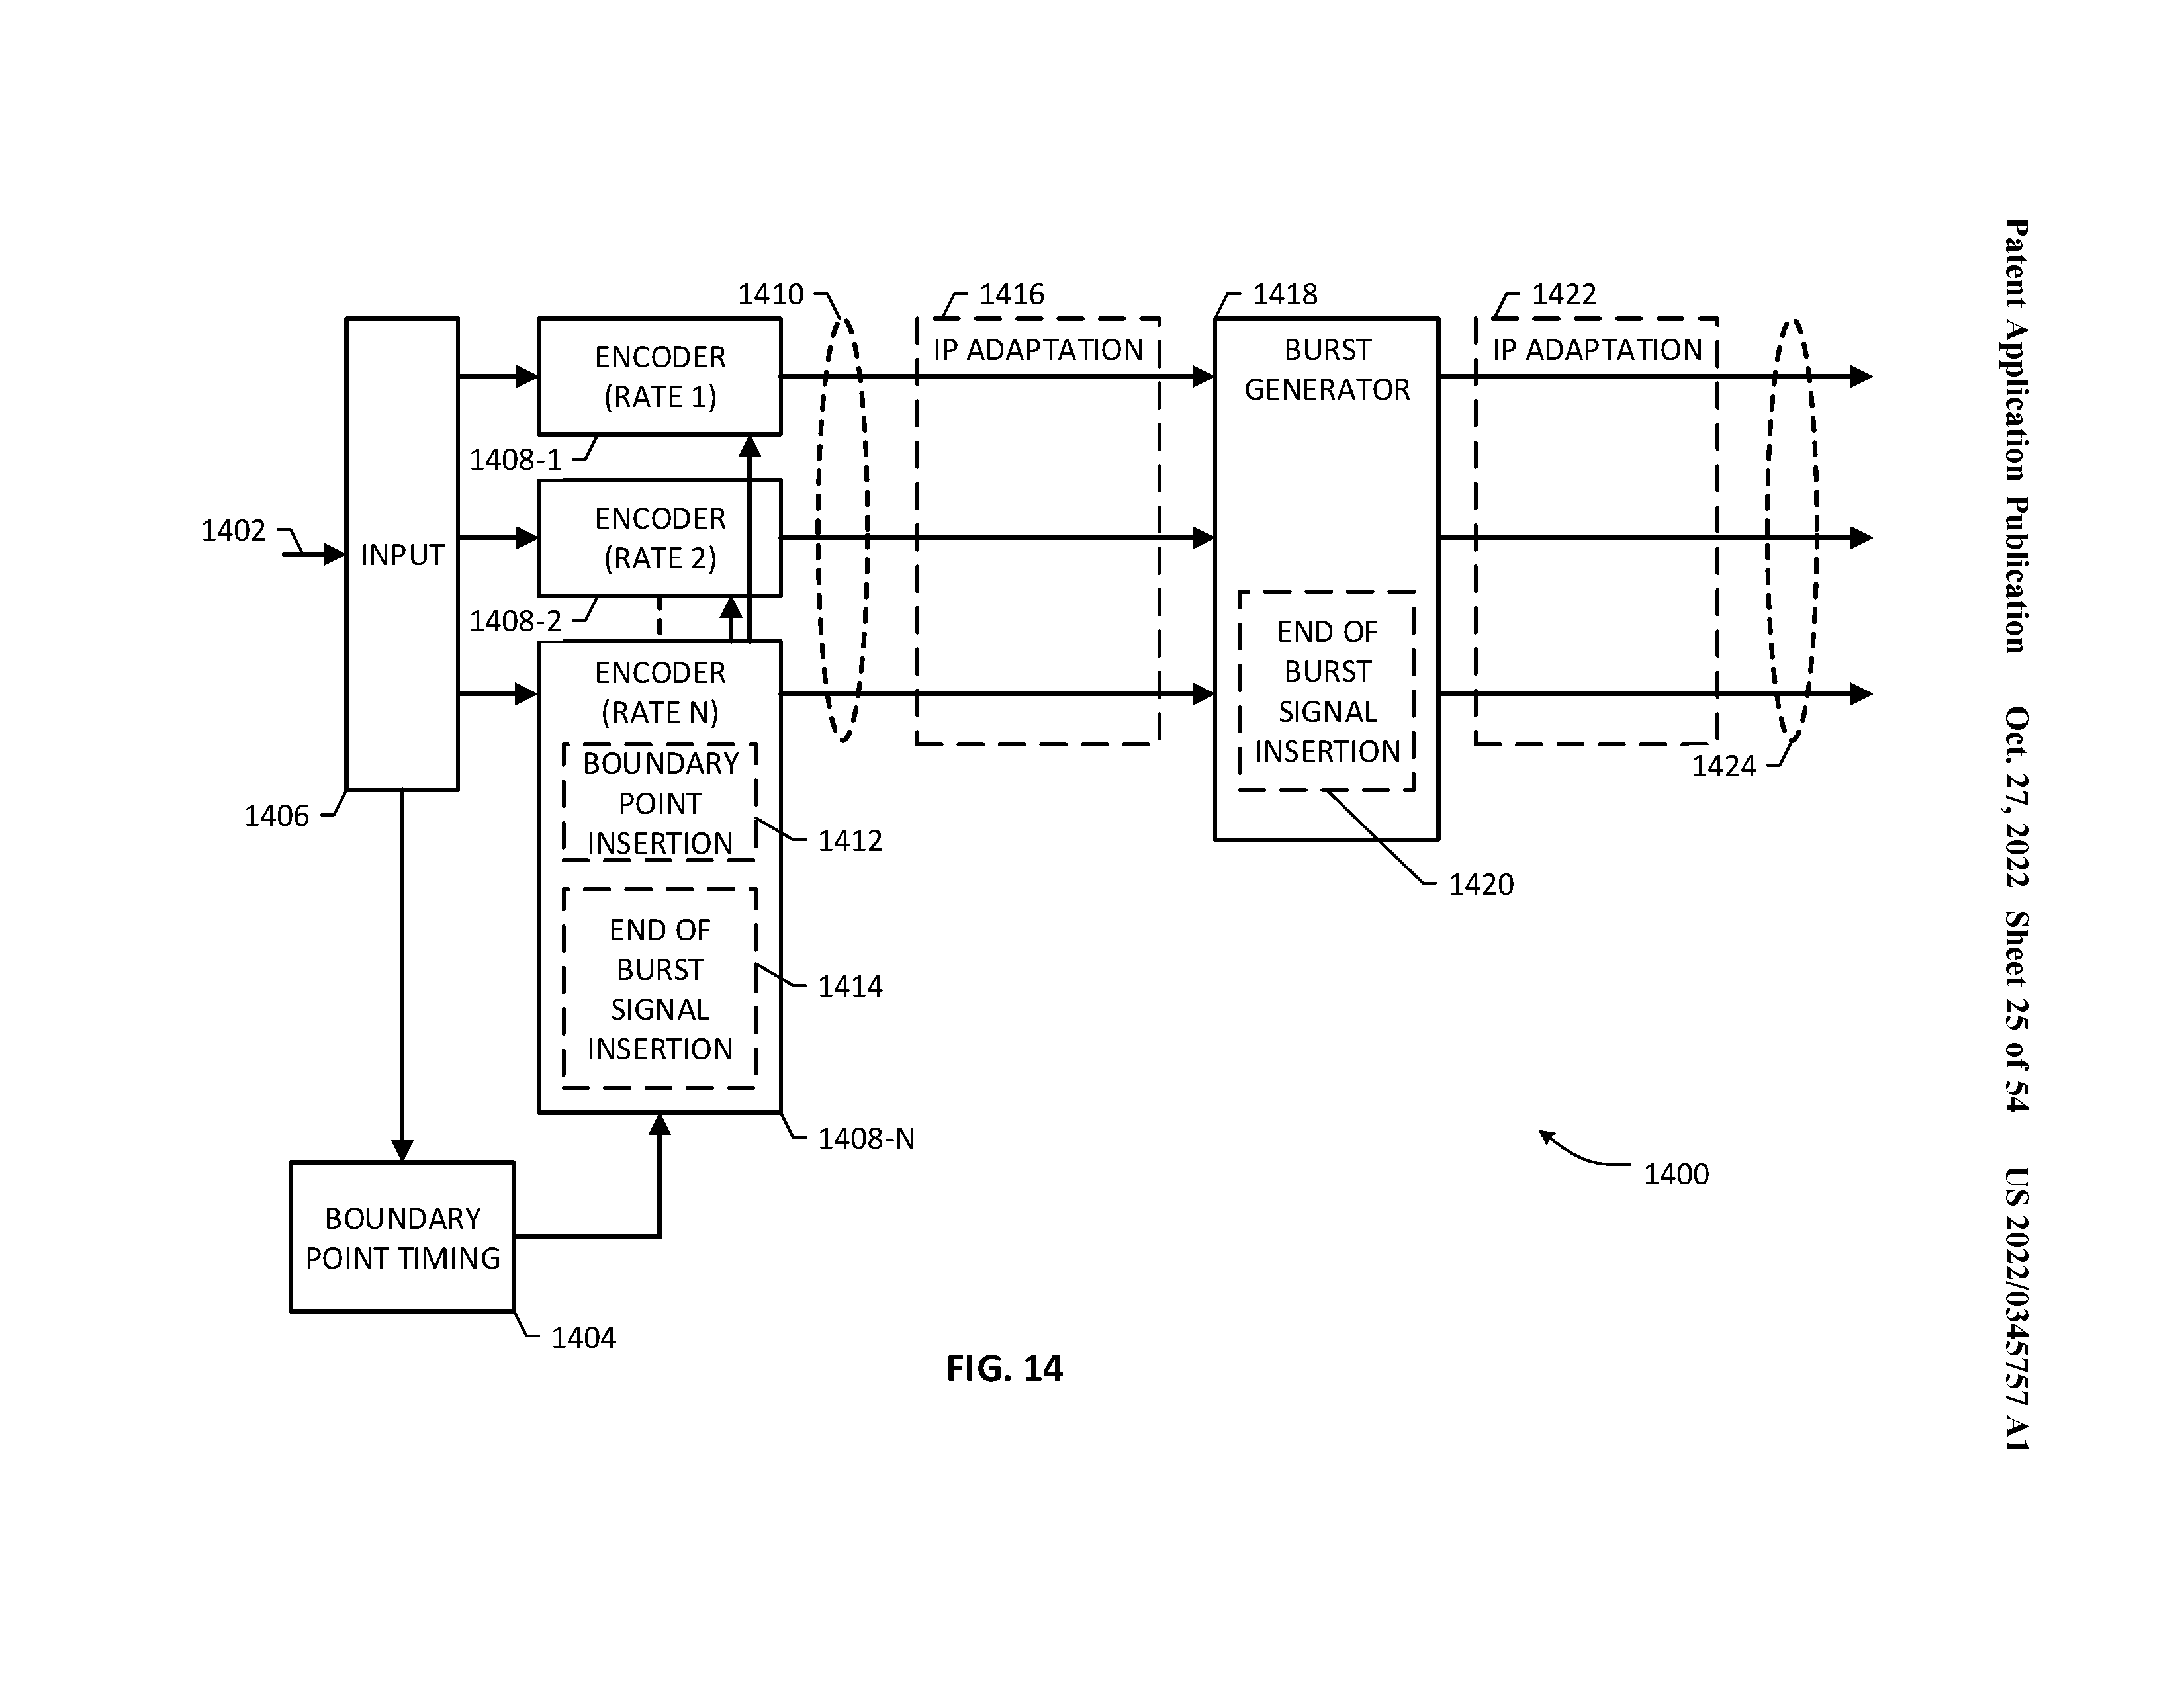 Patent Application Publication Oct. 27, 2022 Sheet 25 of 54 US 2022/0345757 A1
1410
1416
1418
1422
ENCODER
(RATE 1)
IP ADAPTATION
BURST
GENERATOR
IP ADAPTATION
1408-1
1402
INPUT
ENCODER
(RATE 2)
1408-2
ENCODER
(RATE N)
END OF
BURST
SIGNAL
INSERTION
1424
BOUNDARY
POINT
INSERTION
1406
1412
1420
END OF
BURST
SIGNAL
INSERTION
1414
1408-N
1400
BOUNDARY
POINT TIMING
1404
FIG. 14